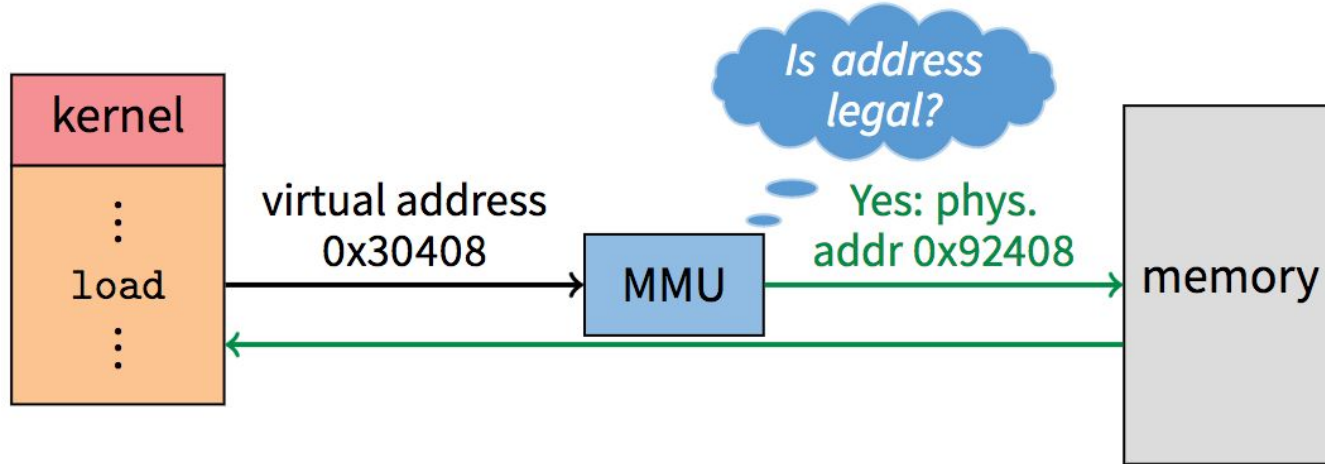 kernel
⋮
load
⋮
virtual address
0x30408
MMU
Is address
legal?
Yes: phys.
addr 0x92408
memory